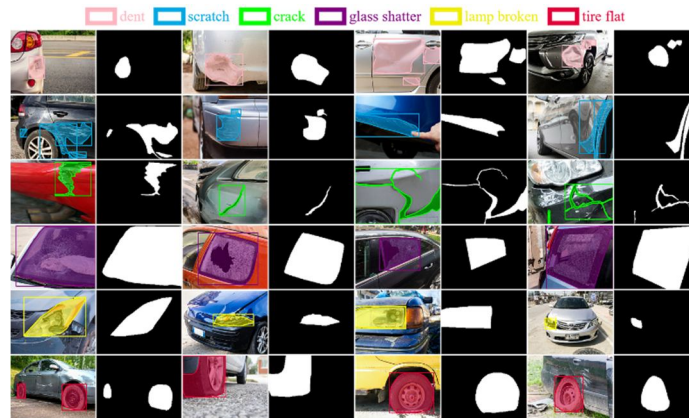 dent scratch crack glass shatter lamp broken tire flat